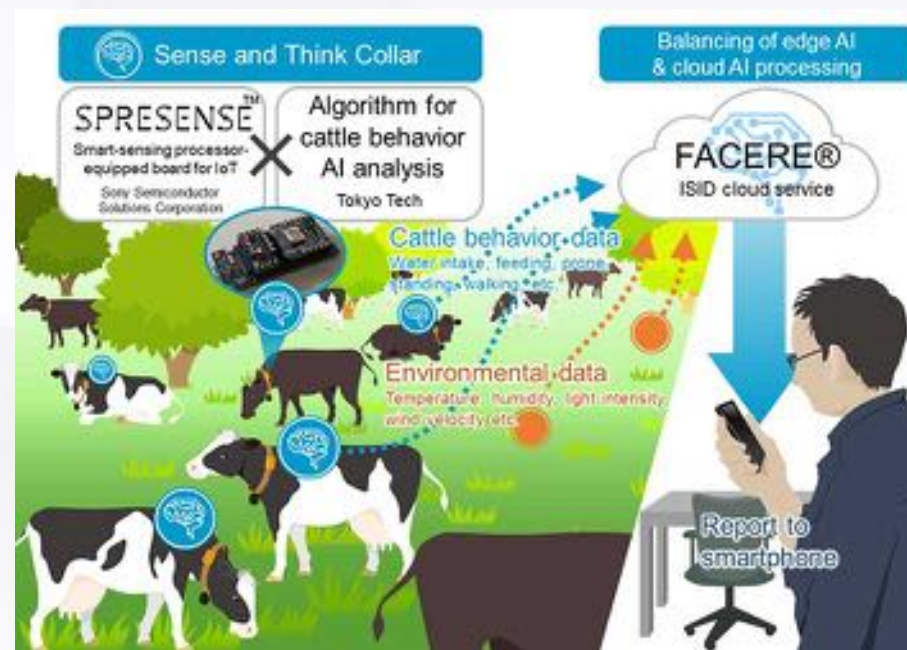 Sense and Think Collar
SPRESENSE™
Smart-sensing processor-
equipped board for IoT
Sony Semiconductor
Solutions Corporation
Algorithm for
cattle behavior
AI analysis
Tokyo Tech
Balancing of edge AI
& cloud AI processing
FACERE®
ISID cloud service
Cattle behavior data
Water intake, feeding, prone,
standing, walking, etc.
Environmental data
Temperature, humidity, light intensity,
wind velocity etc.
Report to
smartphone